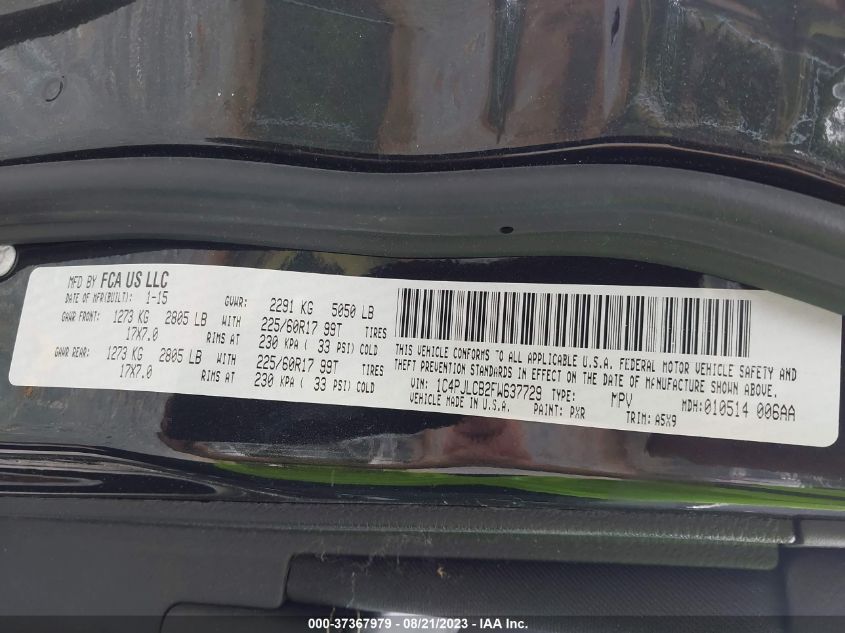 MFD BY FCA US LLC
DATE OF MFR(BUILT): 1-15 GVWR: 2291 KG 5050 LB
GAWR FRONT: 1273 KG 2805 LB WITH 225/60R17 99T TIRES
17X7.0 RIMS AT 230 KPA ( 33 PSI) COLD
GAWR REAR: 1273 KG 2805 LB WITH 225/60R17 99T TIRES
17X7.0 RIMS AT 230 KPA ( 33 PSI) COLD
THIS VEHICLE CONFORMS TO ALL APPLICABLE U.S.A. FEDERAL MOTOR VEHICLE SAFETY AND
THEFT PREVENTION STANDARDS IN EFFECT ON THE DATE OF MANUFACTURE SHOWN ABOVE.
VIN: 1C4PJLCB2FW637729 TYPE: MPV MDH:010514 006AA
VEHICLE MADE IN U.S.A. PAINT: PXR TRIM: A5X9
000-37367979 - 08/21/2023 - IAA Inc.